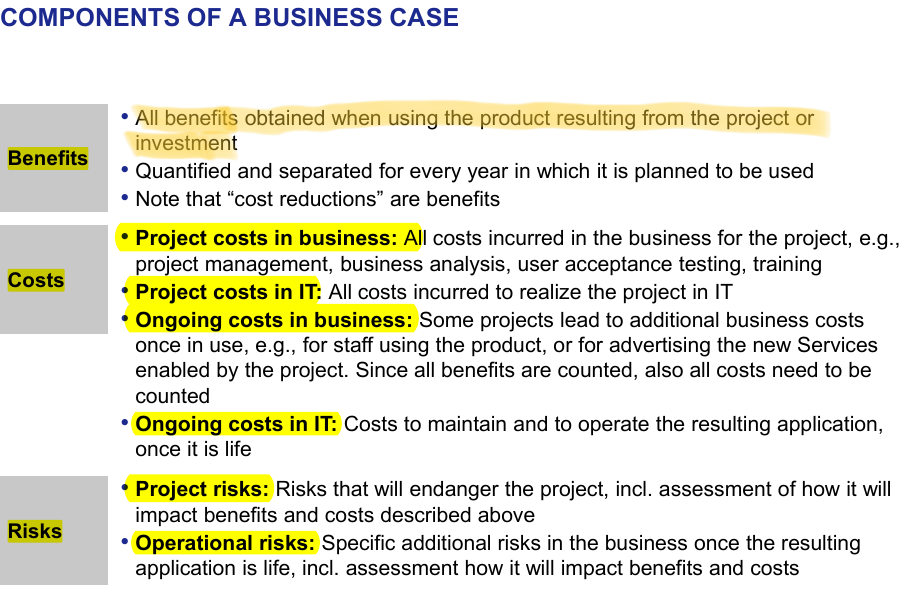 COMPONENTS OF A BUSINESS CASE
Benefits
• All benefits obtained when using the product resulting from the project or
investment
• Quantified and separated for every year in which it is planned to be used
• Note that “cost reductions” are benefits
Costs
• Project costs in business: All costs incurred in the business for the project, e.g.,
project management, business analysis, user acceptance testing, training
• Project costs in IT: All costs incurred to realize the project in IT
• Ongoing costs in business: Some projects lead to additional business costs
once in use, e.g., for staff using the product, or for advertising the new Services
enabled by the project. Since all benefits are counted, also all costs need to be
counted
• Ongoing costs in IT: Costs to maintain and to operate the resulting application,
once it is life
Risks
• Project risks: Risks that will endanger the project, incl. assessment of how it will
impact benefits and costs described above
• Operational risks: Specific additional risks in the business once the resulting
application is life, incl. assessment how it will impact benefits and costs